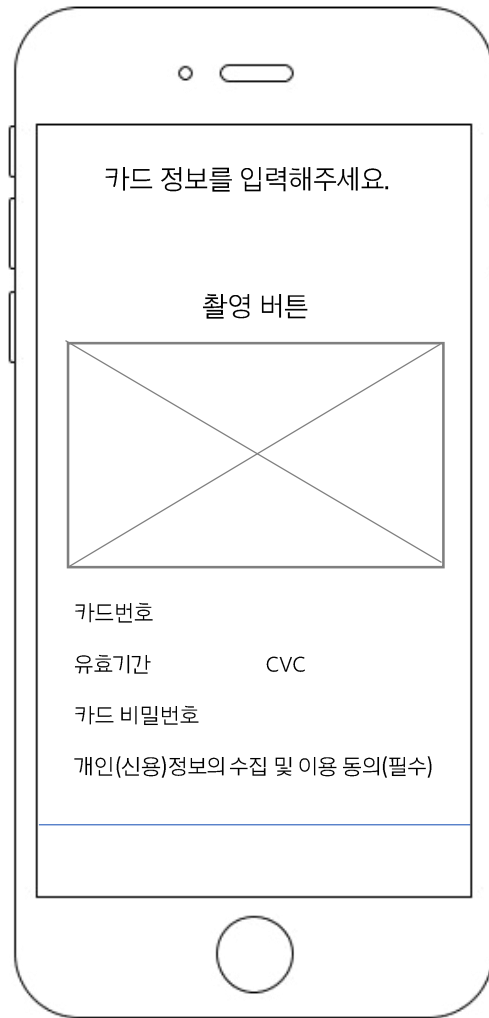 카드 정보를 입력해주세요.
촬영 버튼
카드번호
유효기간 CVC
카드 비밀번호
개인(신용)정보의 수집 및 이용 동의(필수)